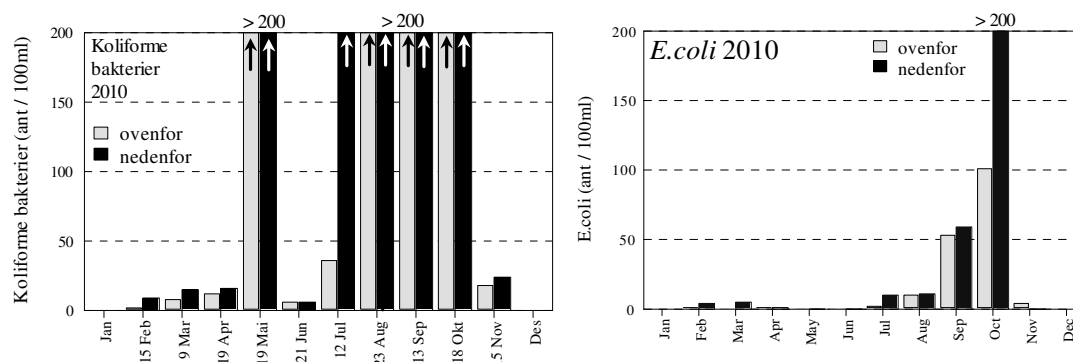 > 200
> 200
Koliforme bakterier (ant / 100ml)
200
150
100
50
0
Koliforme
bakterier
2010
ovenfor
nedenfor
Jan
15 Feb
9 Mar
19 Apr
19 Mai
21 Jun
12 Jul
23 Aug
13 Sep
18 Okt
5 Nov
Des
> 200
E.coli (ant / 100ml)
200
150
100
50
0
E.coli 2010
ovenfor
nedenfor
Jan
Feb
Mar
Apr
May
Jun
Jul
Aug
Sep
Oct
Nov
Dec